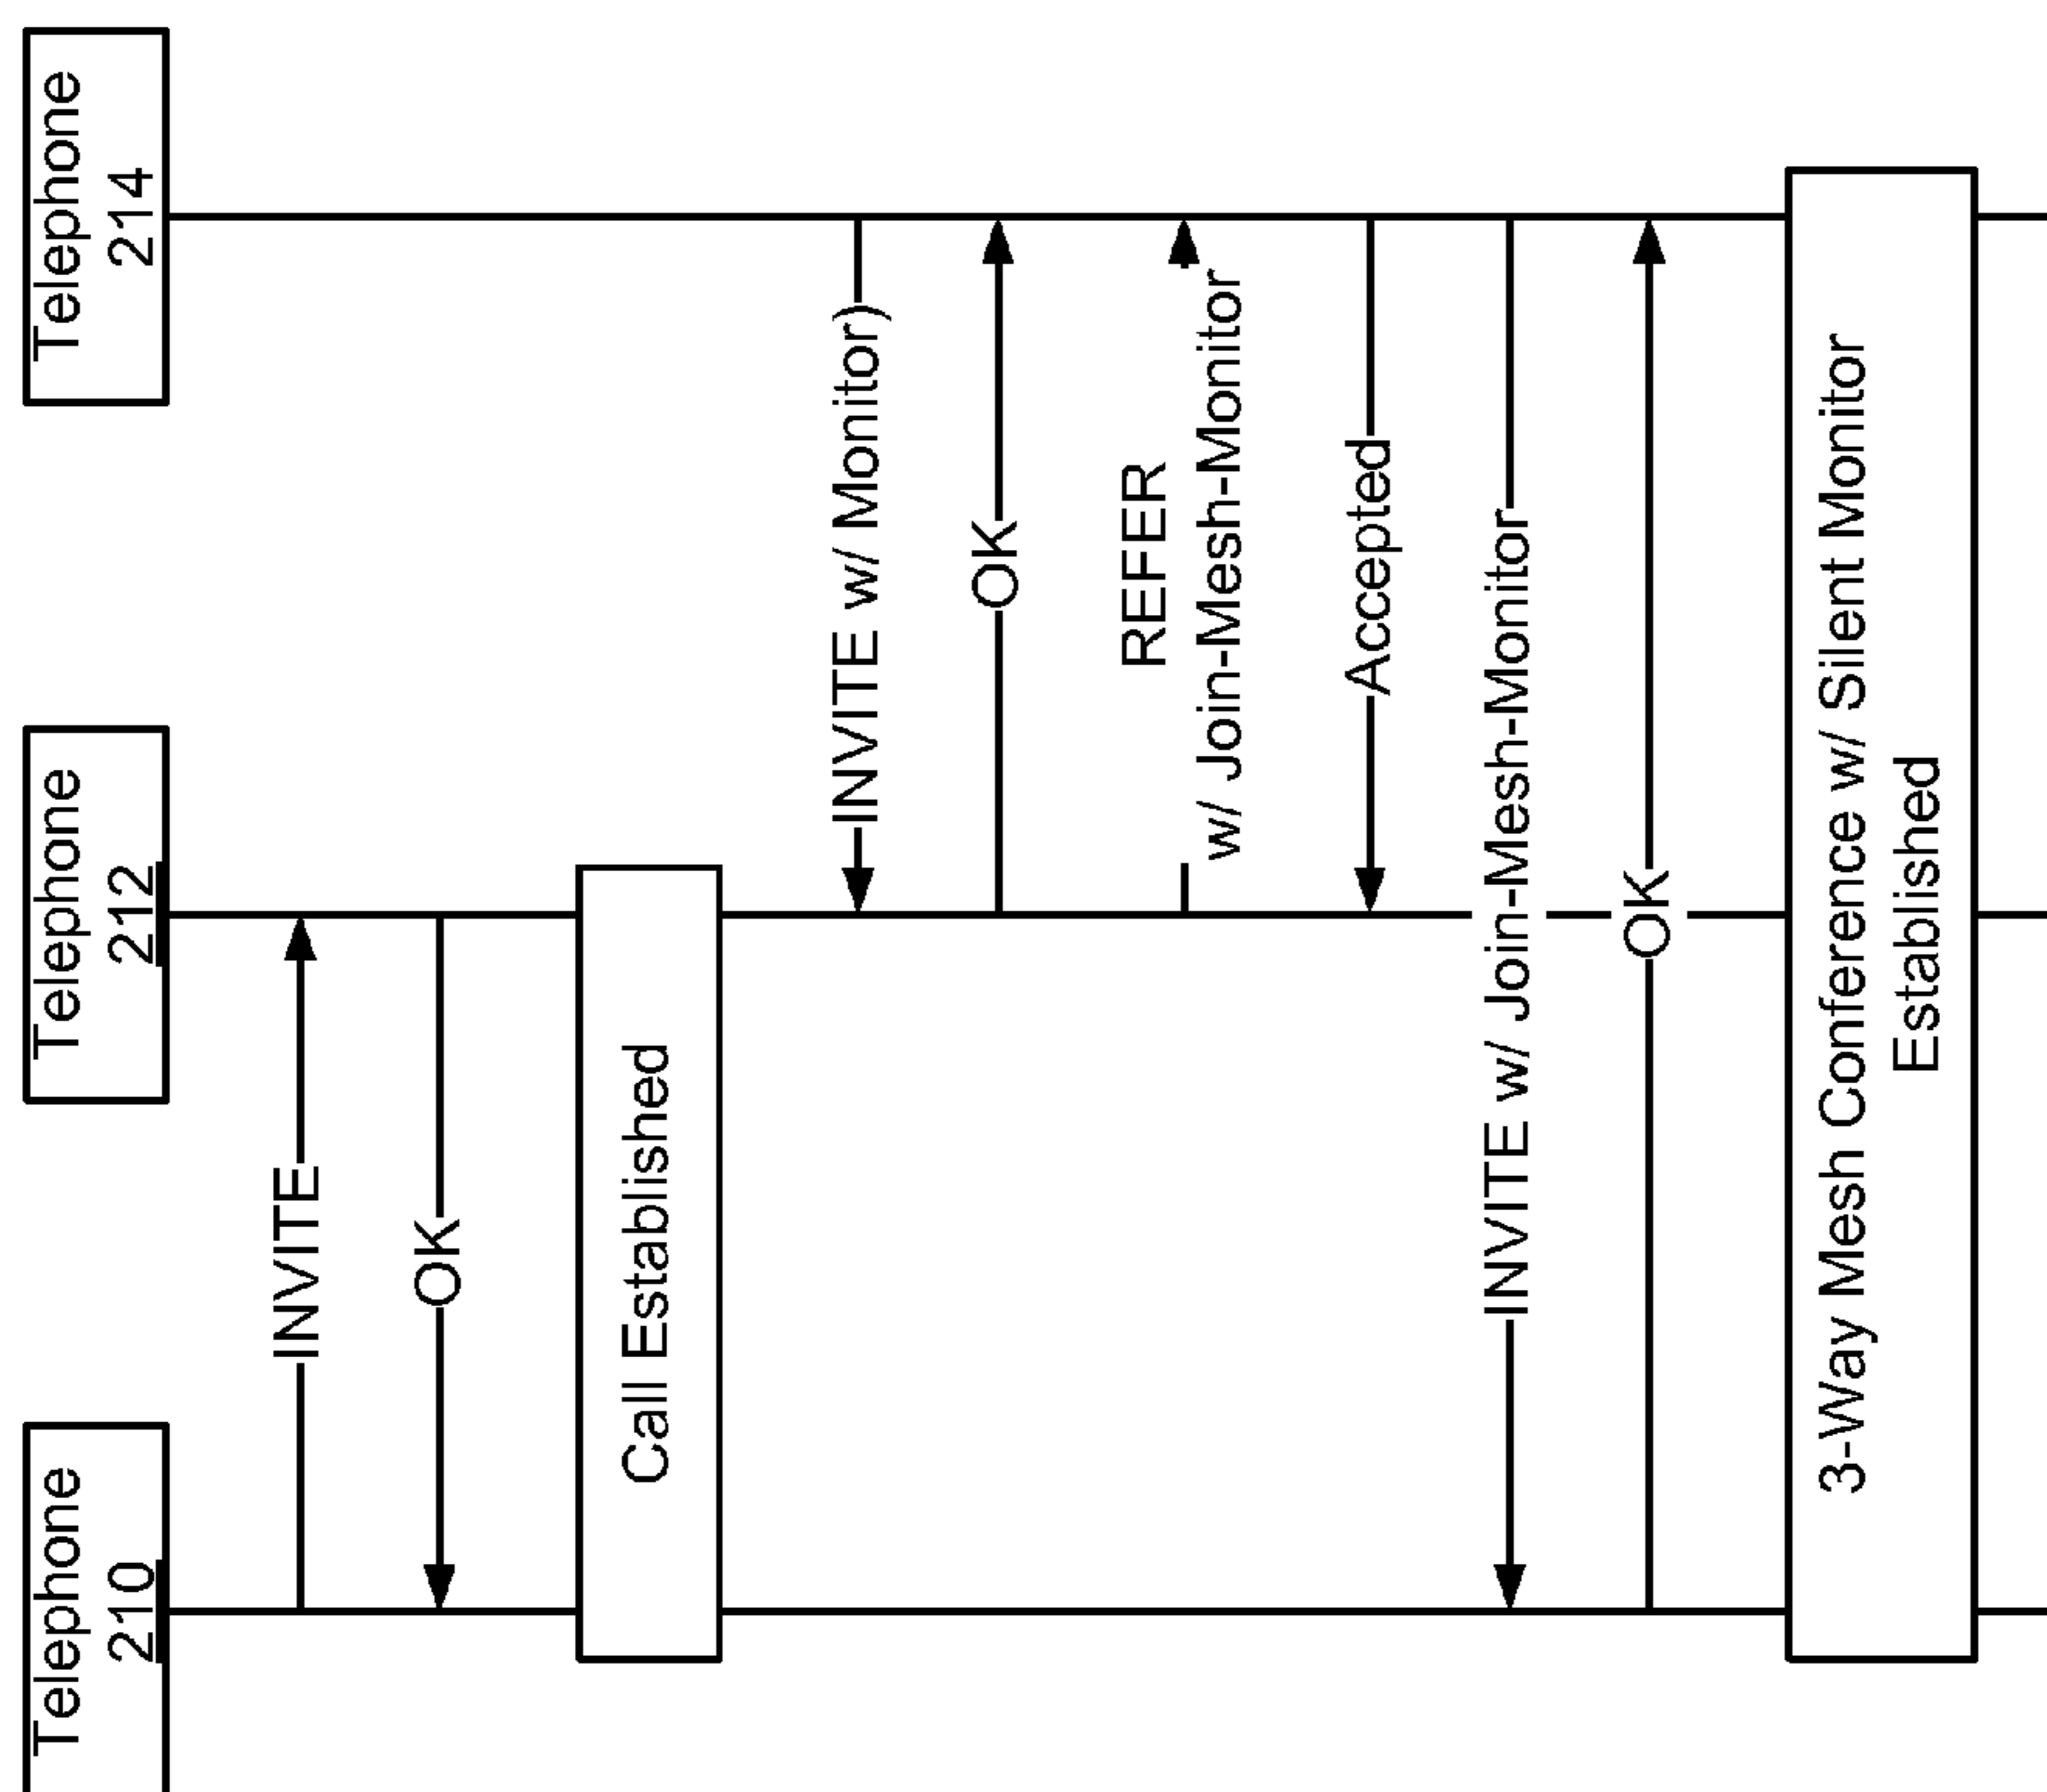 Telephone
210
Telephone
212
Telephone
214
INVITE
OK
Call Established
INVITE w/ Monitor)
OK
REFER
w/ Join-Mesh-Monitor
Accepted
INVITE w/ Join-Mesh-Monitor
OK
3-Way Mesh Conference w/ Silent Monitor
Established